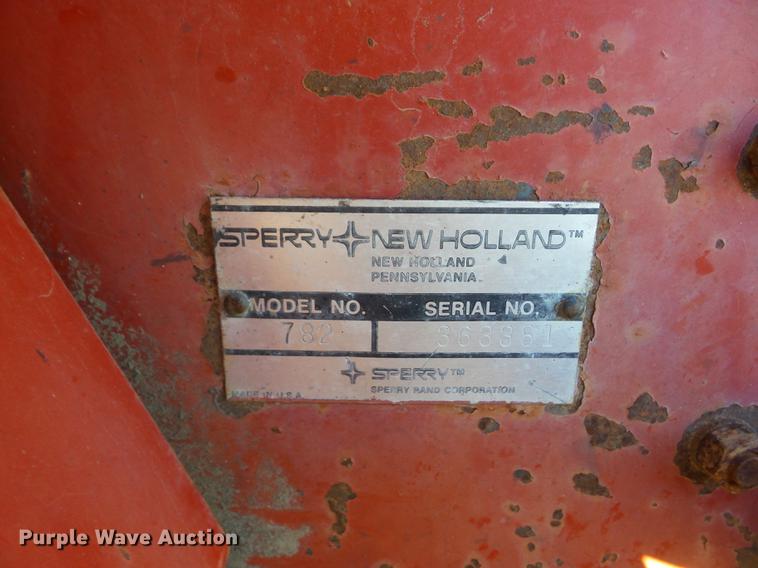 SPERRY NEW HOLLAND™
NEW HOLLAND
PENNSYLVANIA
MODEL NO. SERIAL NO.
782 363381
SPERRY™
MADE IN U.S.A. SPERRY RAND CORPORATION
Purple Wave Auction